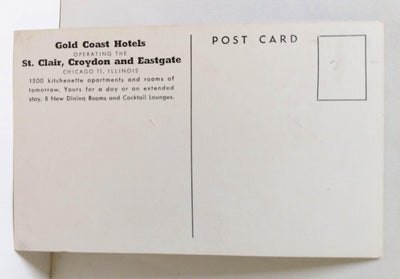 Gold Coast Hotels
OPERATING THE
St. Clair, Croydon and Eastgate
CHICAGO 11, ILLINOIS
1500 kitchenette apartments and rooms of
tomorrow. Yours for a day or an extended
stay. 8 New Dining Rooms and Cocktail Lounges.
POST CARD